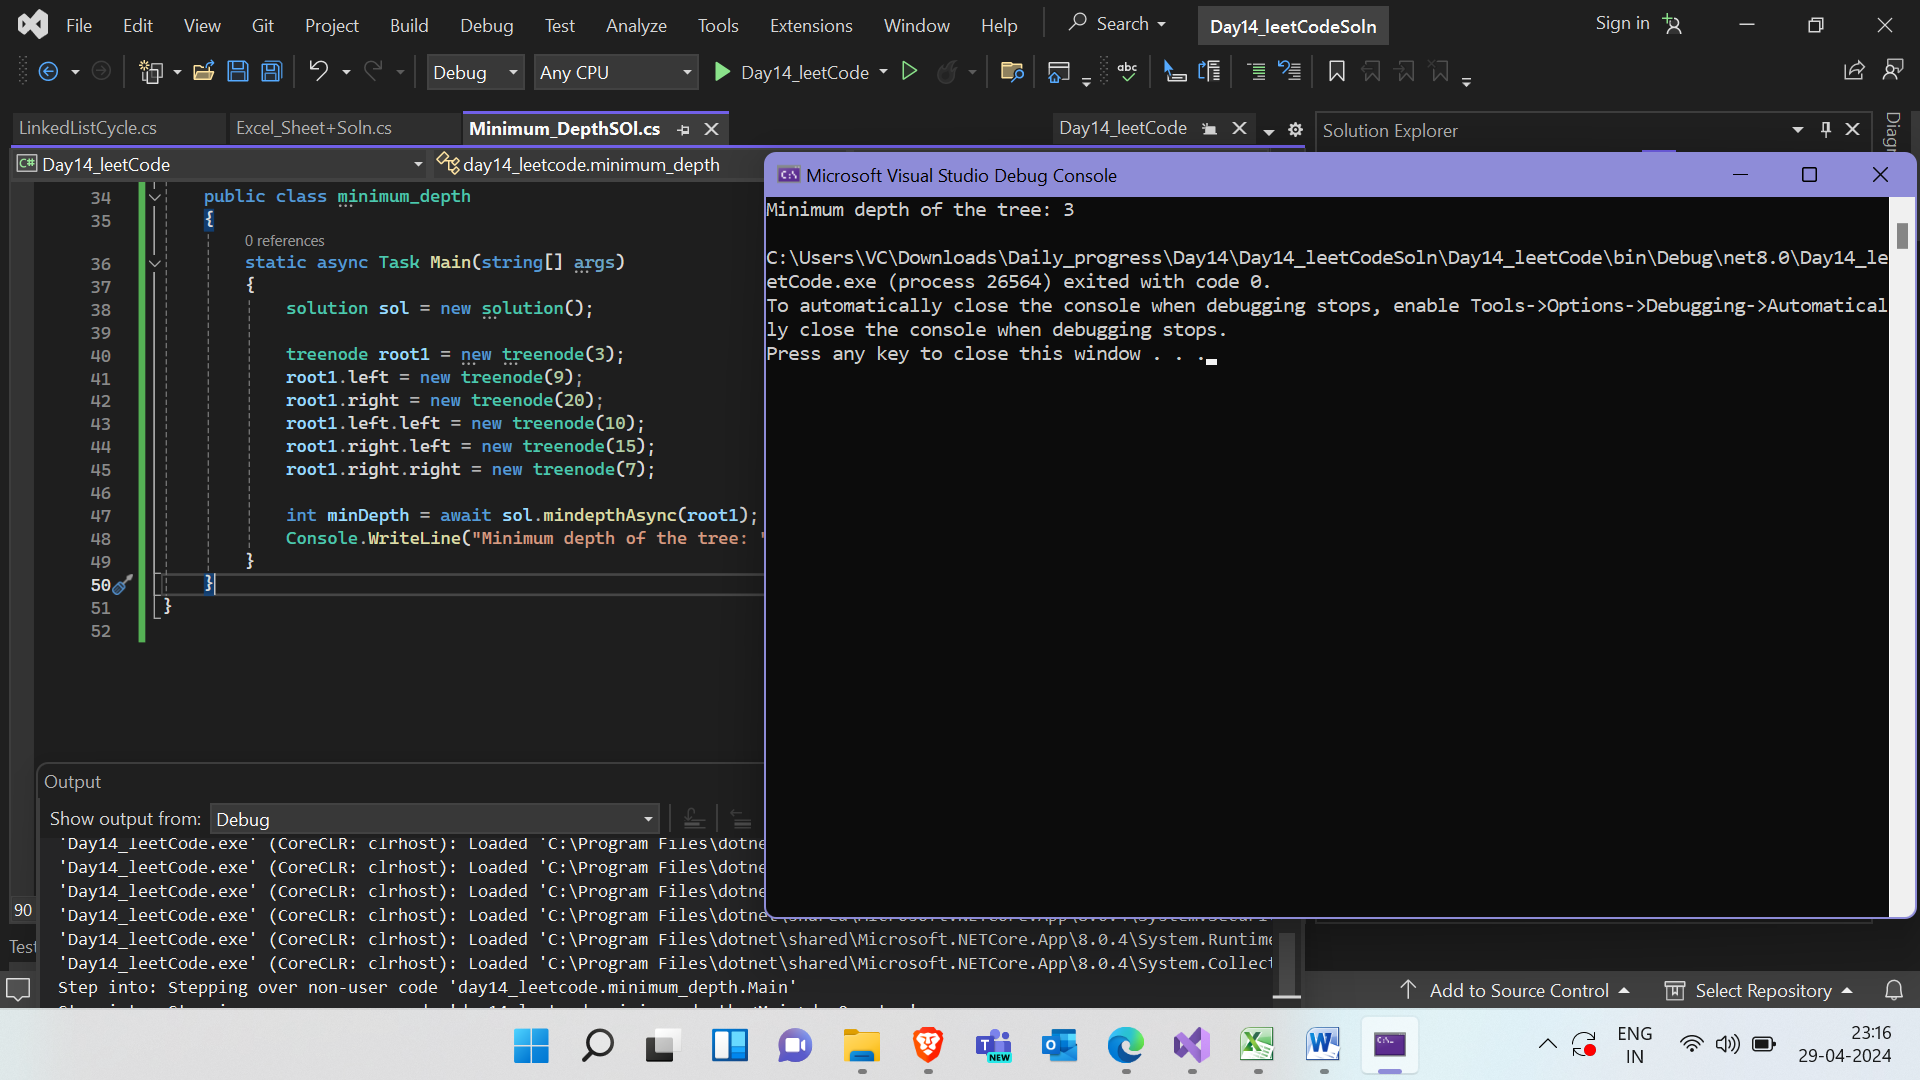 File Edit View Git Project Build Debug Test Analyze Tools Extensions Window Help Search Day14_leetCodeSoln Sign in
Debug Any CPU Day14_leetCode
LinkedListCycle.cs Excel_Sheet+Soln.cs Minimum_DepthSOl.cs Day14_leetCode Solution Explorer
C# Day14_leetCode day14_leetcode.minimum_depth
34 public class minimum_depth
35 {
0 references
36 static async Task Main(string[] args)
37 {
38 solution sol = new solution();
39
40 treenode root1 = new treenode(3);
41 root1.left = new treenode(9);
42 root1.right = new treenode(20);
43 root1.left.left = new treenode(10);
44 root1.right.left = new treenode(15);
45 root1.right.right = new treenode(7);
46
47 int minDepth = await sol.mindepthAsync(root1);
48 Console.WriteLine("Minimum depth of the tree: "
49 }
50 }
51 }
52
Microsoft Visual Studio Debug Console
Minimum depth of the tree: 3
C:\Users\VC\Downloads\Daily_progress\Day14\Day14_leetCodeSoln\Day14_leetCode\bin\Debug\net8.0\Day14_le
etCode.exe (process 26564) exited with code 0.
To automatically close the console when debugging stops, enable Tools->Options->Debugging->Automatical
ly close the console when debugging stops.
Press any key to close this window . . .
Output
Show output from: Debug
'Day14_leetCode.exe' (CoreCLR: clrhost): Loaded 'C:\Program Files\dotne
'Day14_leetCode.exe' (CoreCLR: clrhost): Loaded 'C:\Program Files\dotne
'Day14_leetCode.exe' (CoreCLR: clrhost): Loaded 'C:\Program Files\dotne
'Day14_leetCode.exe' (CoreCLR: clrhost): Loaded 'C:\Program Files\dotnet\shared\Microsoft.NETCore.App\8.0.4\System.Securi
'Day14_leetCode.exe' (CoreCLR: clrhost): Loaded 'C:\Program Files\dotnet\shared\Microsoft.NETCore.App\8.0.4\System.Runtime
'Day14_leetCode.exe' (CoreCLR: clrhost): Loaded 'C:\Program Files\dotnet\shared\Microsoft.NETCore.App\8.0.4\System.Collect
Step into: Stepping over non-user code 'day14_leetcode.minimum_depth.Main'
90
Test
Diagn
Add to Source Control Select Repository
NEW
ENG
IN
23:16
29-04-2024